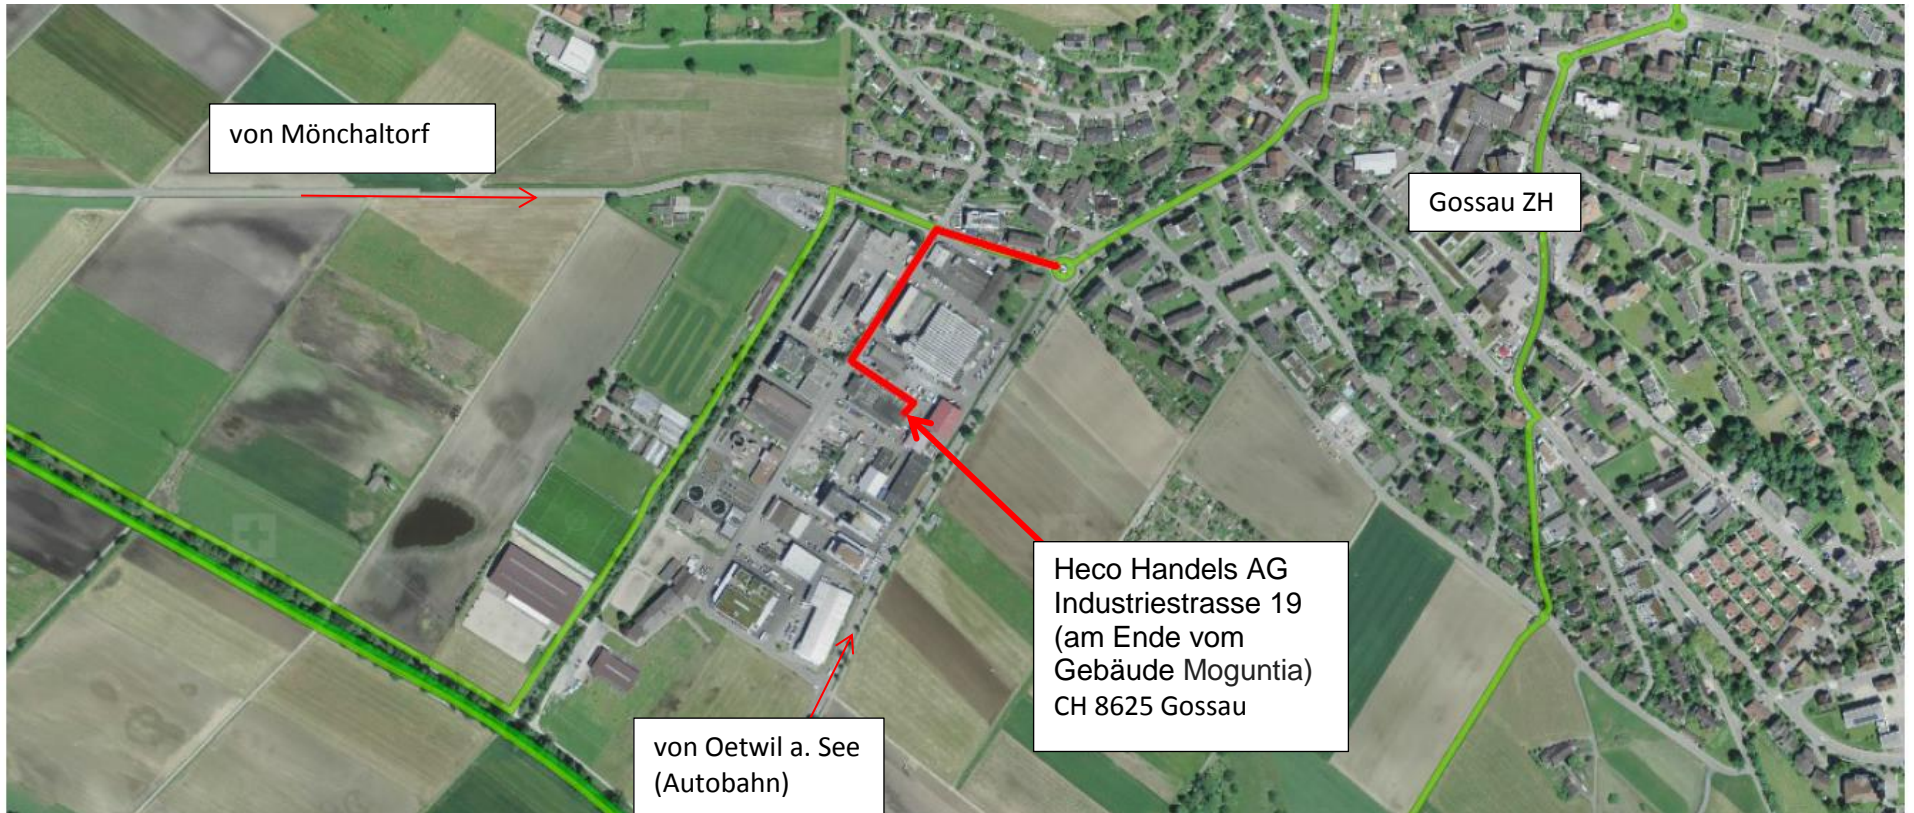 von Mönchaltorf
Gossau ZH
Heco Handels AG
Industriestrasse 19
(am Ende vom
Gebäude Moguntia)
CH 8625 Gossau
von Oetwil a. See
(Autobahn)